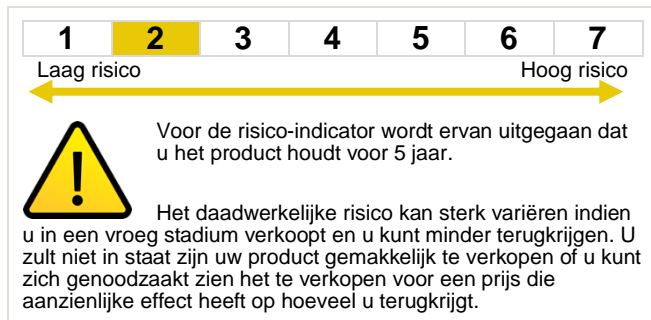 1 2 3 4 5 6 7
Laag risico Hoog risico
Voor de risico-indicator wordt ervan uitgegaan dat
u het product houdt voor 5 jaar.
Het daadwerkelijke risico kan sterk variëren indien
u in een vroeg stadium verkoopt en u kunt minder terugkrijgen. U
zult niet in staat zijn uw product gemakkelijk te verkopen of u kunt
zich genoodzaakt zien het te verkopen voor een prijs die
aanzienlijke effect heeft op hoeveel u terugkrijgt.